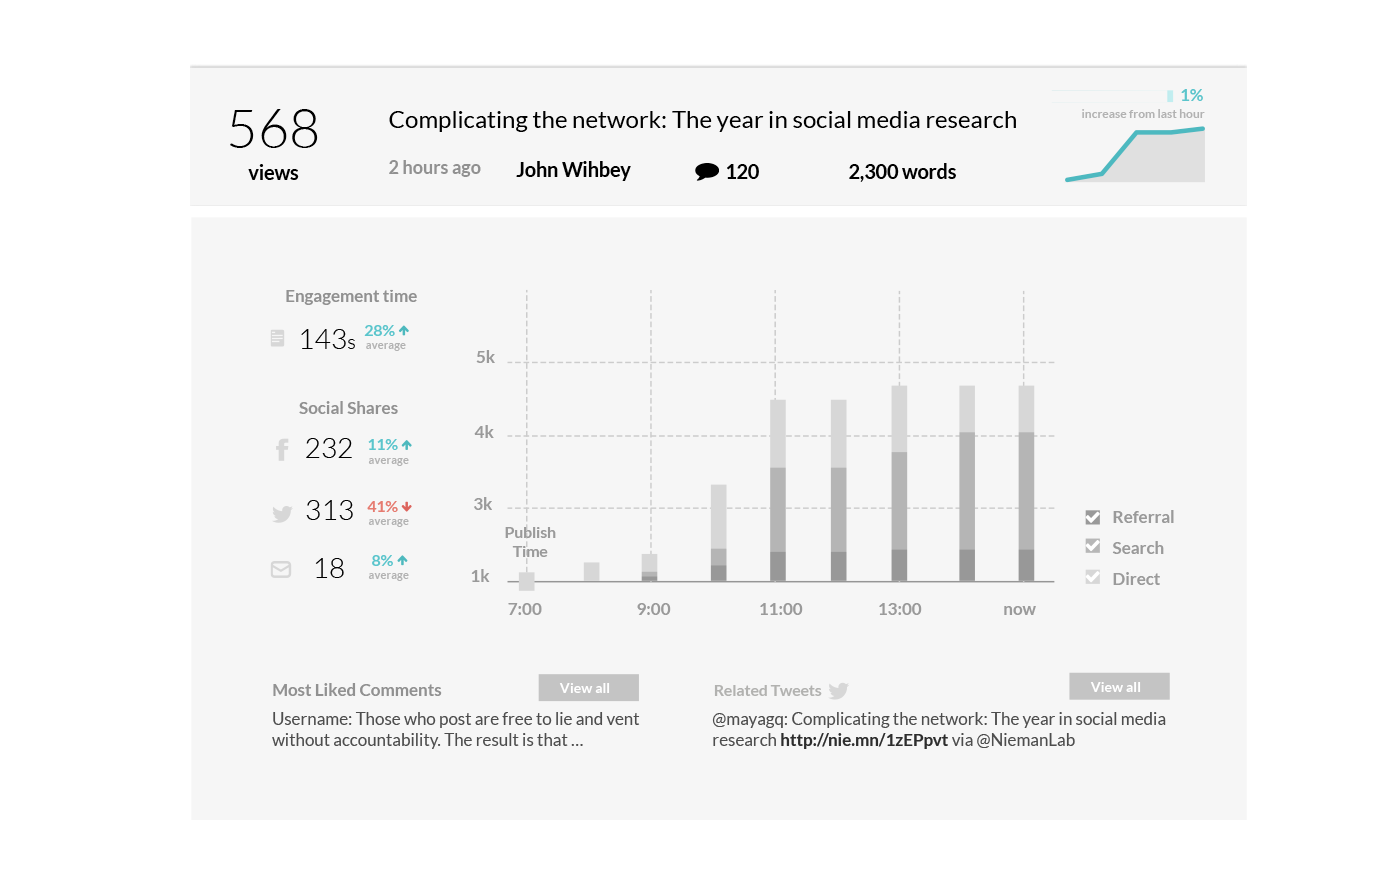 568
views
Complicating the network: The year in social media research
2 hours ago John Wihbey 120 2,300 words
1%
increase from last hour
Engagement time
143s 28%
average
Social Shares
232 11%
average
313 41%
average
18 8%
average
5k
4k
3k
1k
Publish
Time
7:00 9:00 11:00 13:00 now
Referral
Search
Direct
Most Liked Comments View all
Username: Those who post are free to lie and vent
without accountability. The result is that ...
Related Tweets View all
@mayagq: Complicating the network: The year in social media
research http://nie.mn/1zEPpvt via @NiemanLab